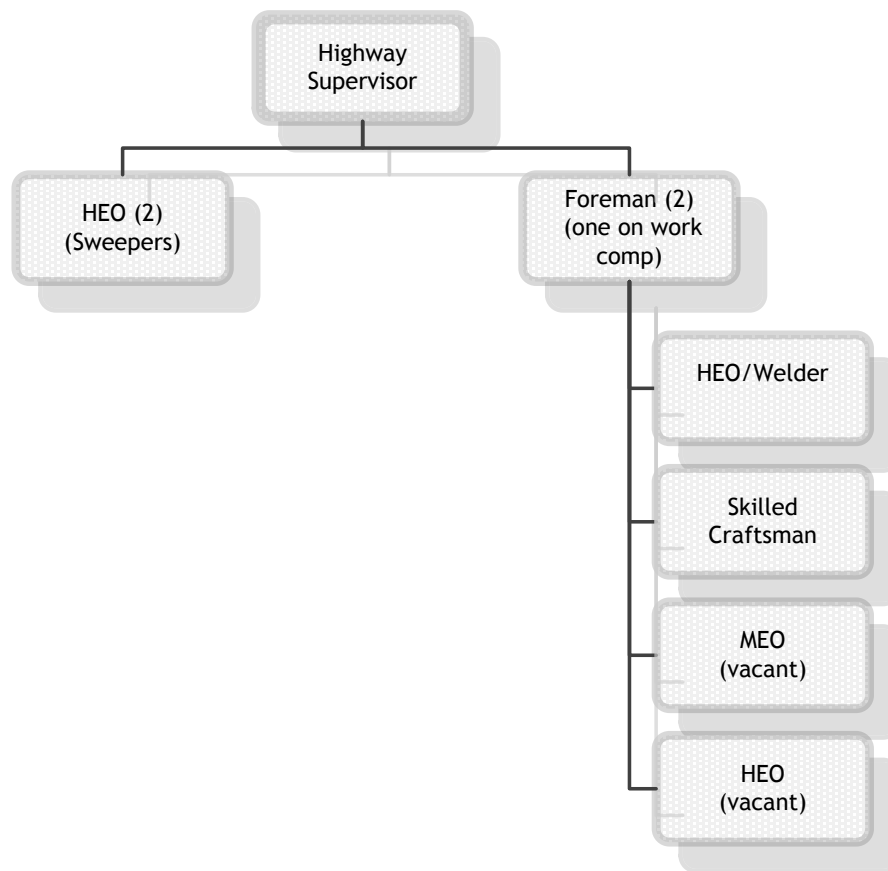 Highway
Supervisor
HEO (2)
(Sweepers)
Foreman (2)
(one on work
comp)
HEO/Welder
Skilled
Craftsman
MEO
(vacant)
HEO
(vacant)